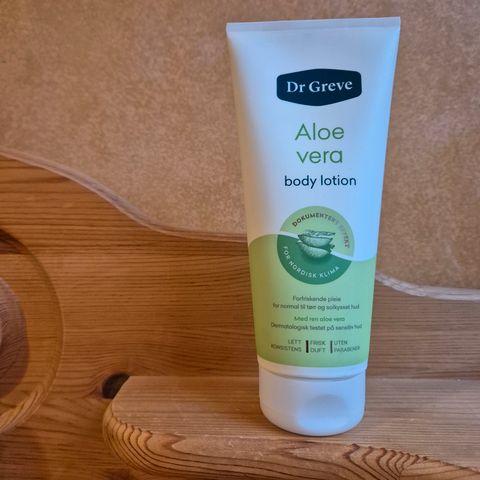 Dr Greve
Aloe
vera
body lotion
DOKUMENTERT EFFEKT
FOR NORDISK KLIMA
Forfriskende pleie
for normal til tørr og solkysset hud
Med ren aloe vera
Dermatologisk testet på sensitiv hud
LETT FRISK UTEN
KONSISTENS DUFT PARABENER